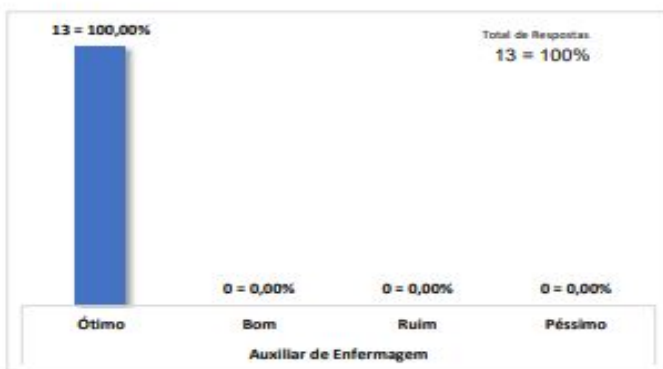 13 = 100,00%
Total de Respostas
13 = 100%
0 = 0,00%
0 = 0,00%
0 = 0,00%
Ótimo
Bom
Ruim
Péssimo
Auxiliar de Enfermagem